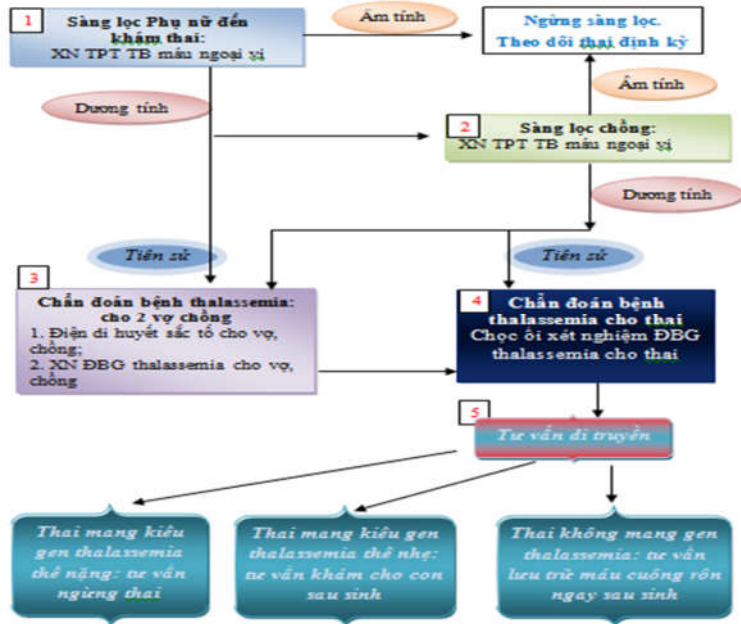 1
Sàng lọc Phụ nữ đến
khám thai:
XN TPT TB máu ngoại vị
Âm tính
Ngừng sàng lọc.
Theo dõi thai định kỳ
Dương tính
Âm tính
2
Sàng lọc chồng:
XN TPT TB máu ngoại vị
Dương tính
Tiền sử
Tiền sử
3
Chẩn đoán bệnh thalassemia:
cho 2 vợ chồng
1. Điện di huyết sắc tố cho vợ,
chồng;
2. XN ĐBG thalassemia cho vợ,
chồng
4
Chẩn đoán bệnh
thalassemia cho thai
Chọc ối xét nghiệm ĐBG
thalassemia cho thai
5
Tư vấn di truyền
Thai mang kiểu
gen thalassemia
thể nặng: tư vấn
ngừng thai
Thai mang kiểu gen
thalassemia thể nhẹ:
tư vấn khám cho con
sau sinh
Thai không mang gen
thalassemia: tư vấn
lưu trữ máu cuống rốn
ngay sau sinh